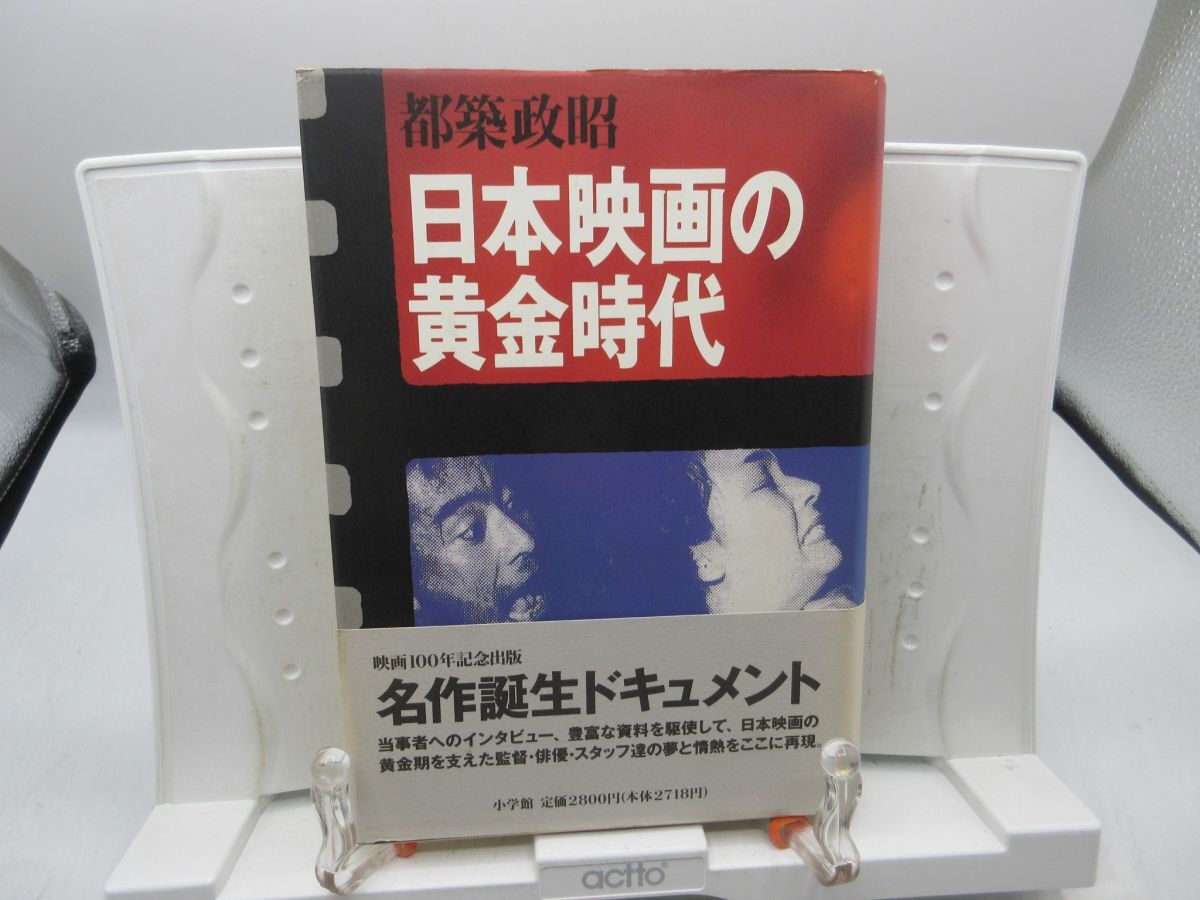 都築政昭
日本映画の
黄金時代
映画100年記念出版
名作誕生ドキュメント
当事者へのインタビュー、豊富な資料を駆使して、日本映画の
黄金期を支えた監督・俳優・スタッフ達の夢と情熱をここに再現。
小学館 定価2800円(本体2718円)
actto